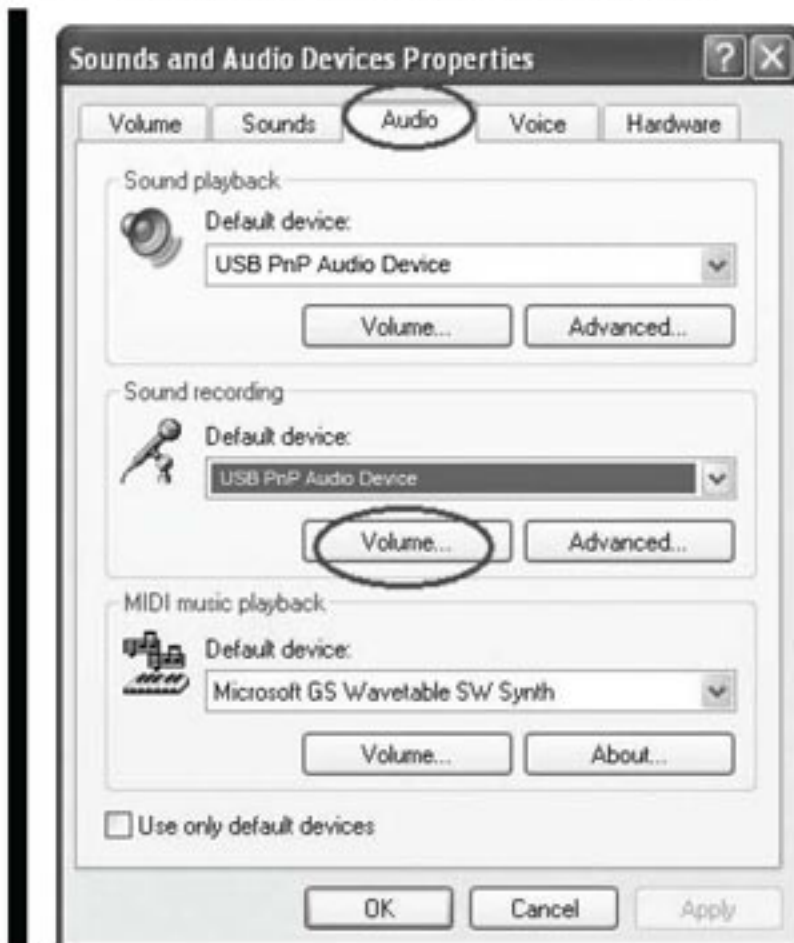 Sounds and Audio Devices Properties
Volume Sounds Audio Voice Hardware
Sound playback
Default device:
USB PnP Audio Device
Volume... Advanced...
Sound recording
Default device:
USB PnP Audio Device
Volume... Advanced...
MIDI music playback
Default device:
Microsoft GS Wavetable SW Synth
Volume... About...
Use only default devices
OK Cancel Apply